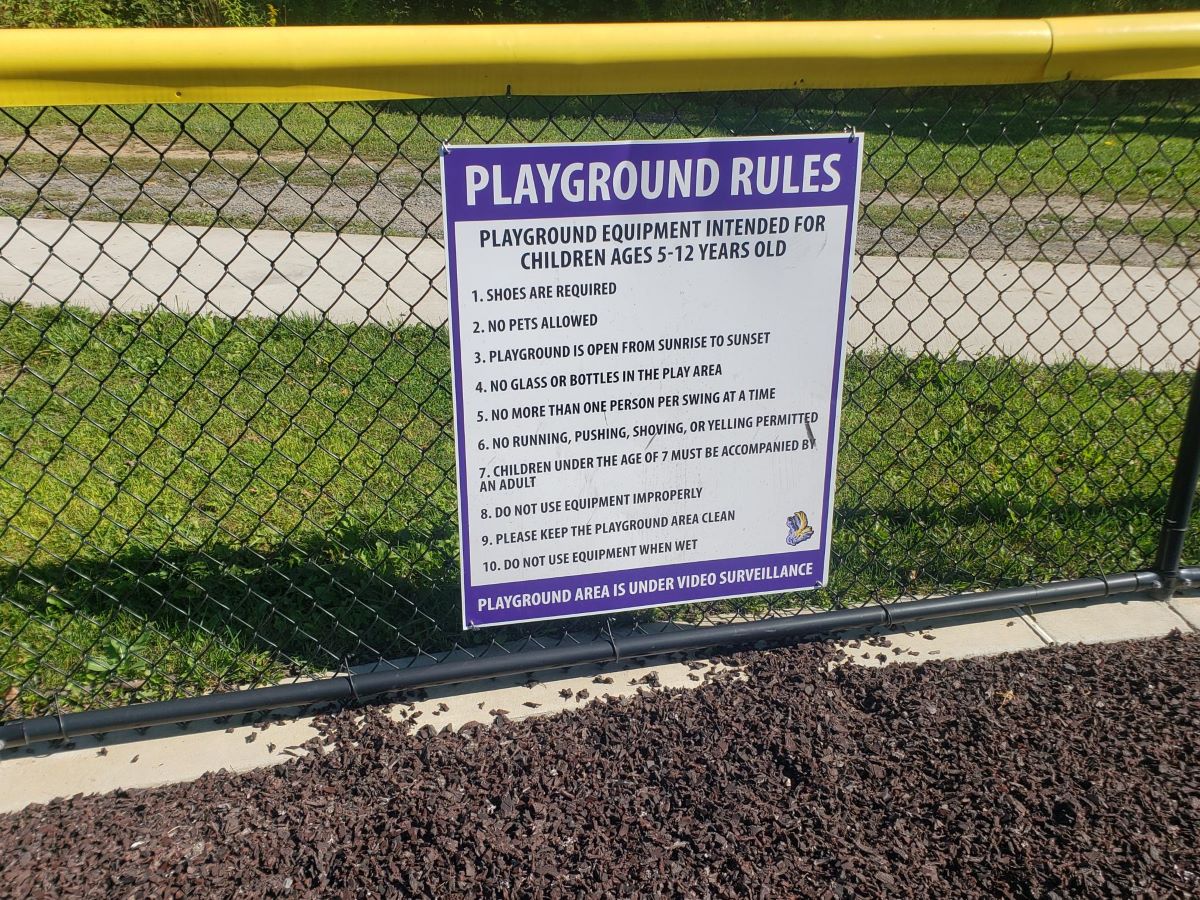 PLAYGROUND RULES
PLAYGROUND EQUIPMENT INTENDED FOR
CHILDREN AGES 5-12 YEARS OLD
1. SHOES ARE REQUIRED
2. NO PETS ALLOWED
3. PLAYGROUND IS OPEN FROM SUNRISE TO SUNSET
4. NO GLASS OR BOTTLES IN THE PLAY AREA
5. NO MORE THAN ONE PERSON PER SWING AT A TIME
6. NO RUNNING, PUSHING, SHOVING, OR YELLING PERMITTED
7. CHILDREN UNDER THE AGE OF 7 MUST BE ACCOMPANIED BY
AN ADULT
8. DO NOT USE EQUIPMENT IMPROPERLY
9. PLEASE KEEP THE PLAYGROUND AREA CLEAN
10. DO NOT USE EQUIPMENT WHEN WET
PLAYGROUND AREA IS UNDER VIDEO SURVEILLANCE